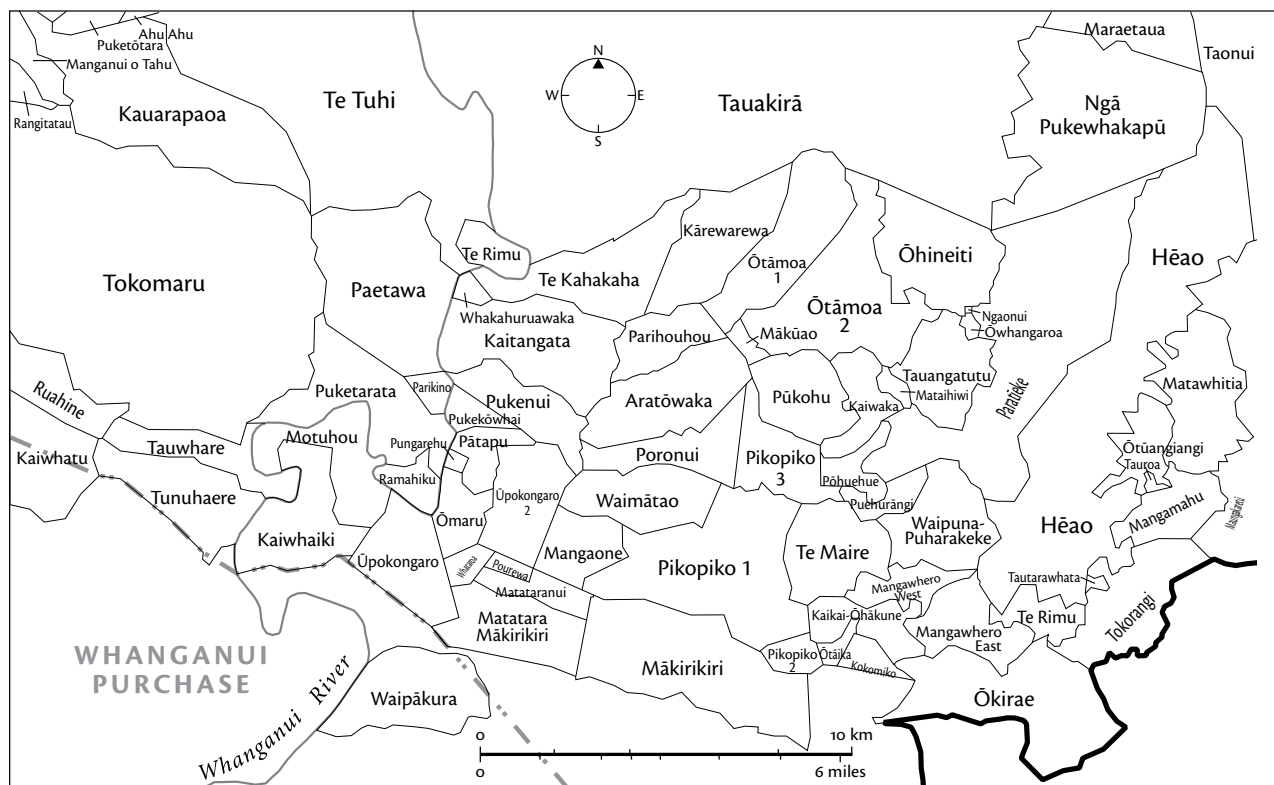 Ahu Ahu
Puketōtara
Manganui o Tahu
Rangitatau
Kauarapaoa
Te Tuhi
N
W
E
S
Tauakirā
Maraetaua
Taonui
Ngā
Pukewhakapū
Tokomaru
Paetawa
Te Rimu
Whakahuruawaka
Kaitangata
Te Kahakaha
Kārewarewa
Ōtāmoa
1
Ōhineiti
Hēao
Ōtāmoa
2
Ngaonui
Ōwhangaroa
Parihouhou
Mākūao
Tauangatutu
Mataihiwi
Paratieke
Matawhitia
Ruahine
Puketarata
Parikino
Pukenui
Pukekōwhai
Aratōwaka
Pūkohu
Kaiwaka
Tauwhare
Motuhou
Pungarehu
Pātapu
Poronui
Pikopiko
3
Pōhuehue
Ōtūangiangi
Tauroa
Kaiwhatu
Tunuhaere
Ramahiku
Ūpokongaro
2
Waimātao
Puehurāngi
Mangamahu
Kaiwhaiki
Ōmaru
Waipuna-
Puharakeke
Hēao
Ūpokongaro
Mangaone
Pikopiko 1
Te Maire
Pourewa
Matataranui
Mangawhero
West
Tautarawhata
Matatara
Mākirikiri
Kaikai-Ōhākune
Te Rimu
Tokorangi
Mangawhero
East
WHANGANUI
PURCHASE
Mākirikiri
Pikopiko
2
Ōtāika
Kokomiko
Waipākura
Ōkirae
Whanganui River
0
10 km
0
6 miles